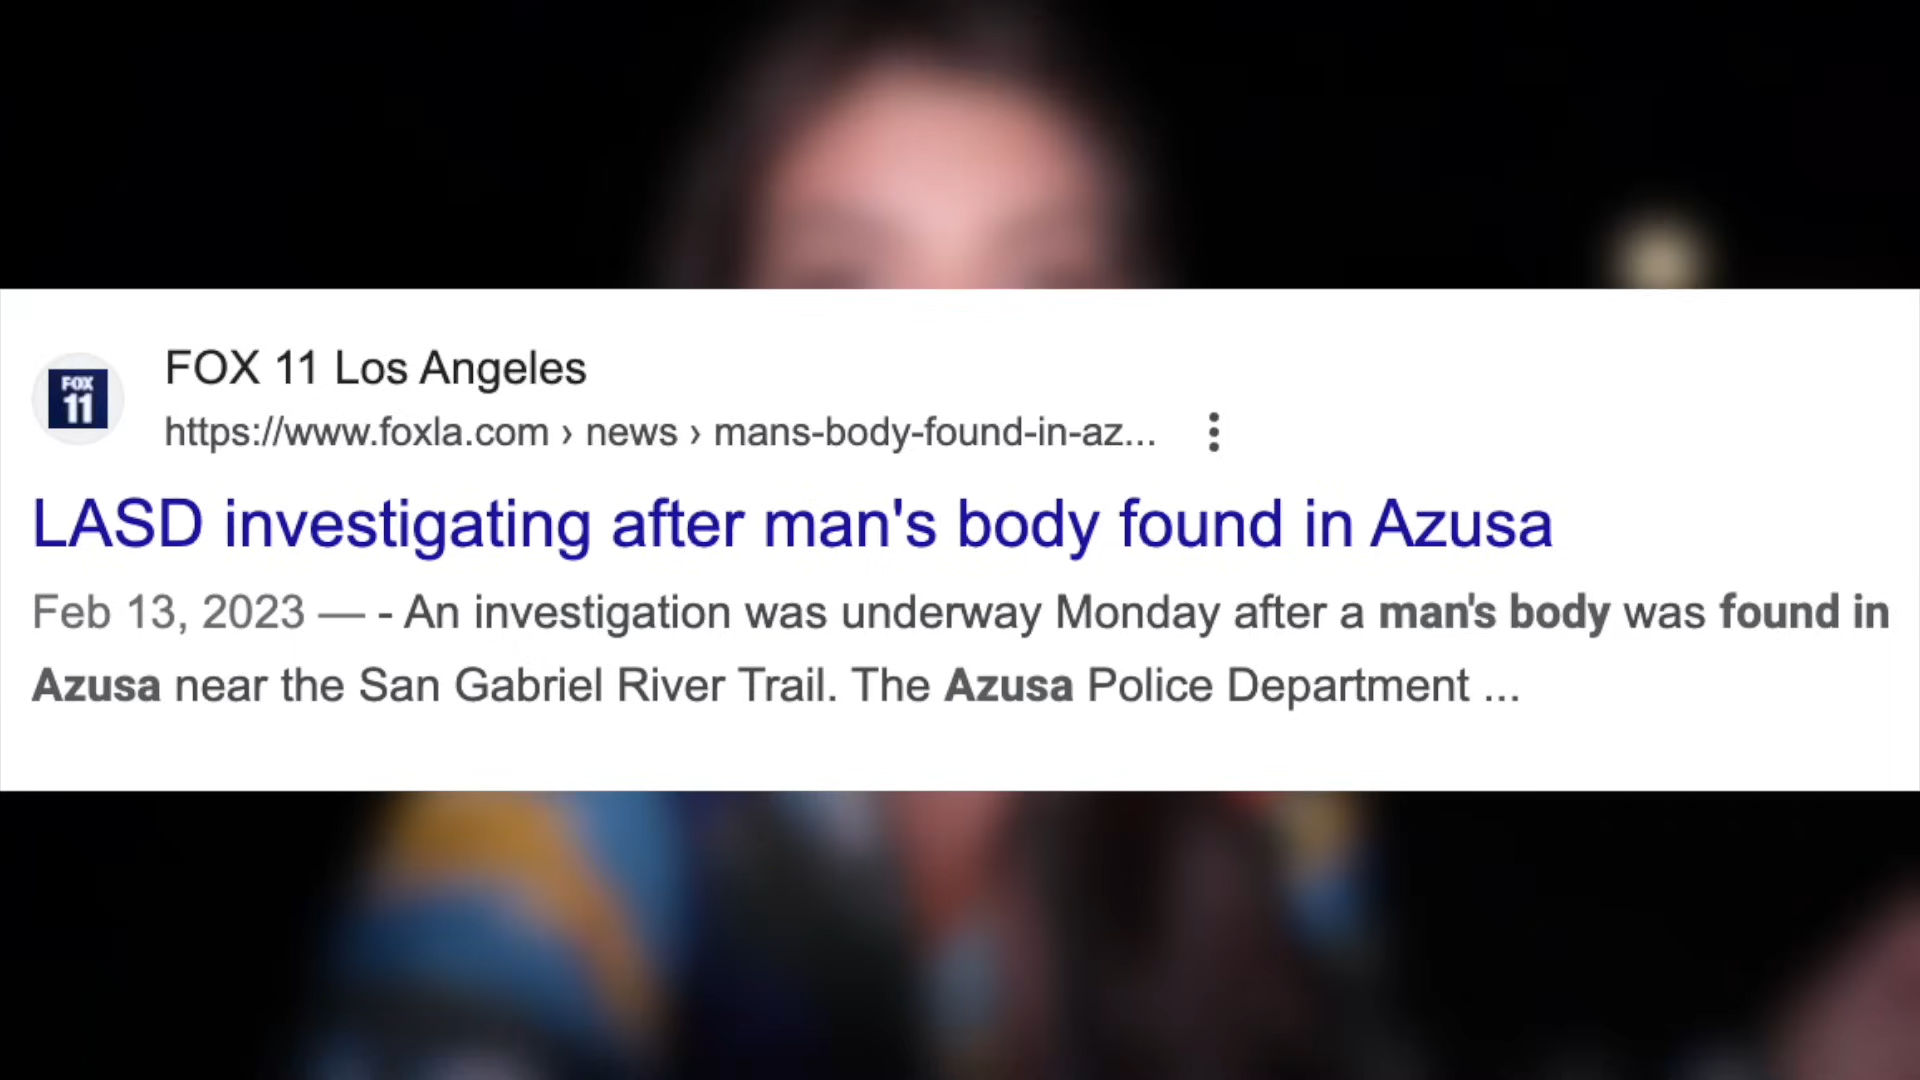 FOX 11 Los Angeles
FOX
11
https://www.foxla.com › news › mans-body-found-in-az...
LASD investigating after man's body found in Azusa
Feb 13, 2023 — - An investigation was underway Monday after a man's body was found in
Azusa near the San Gabriel River Trail. The Azusa Police Department ...